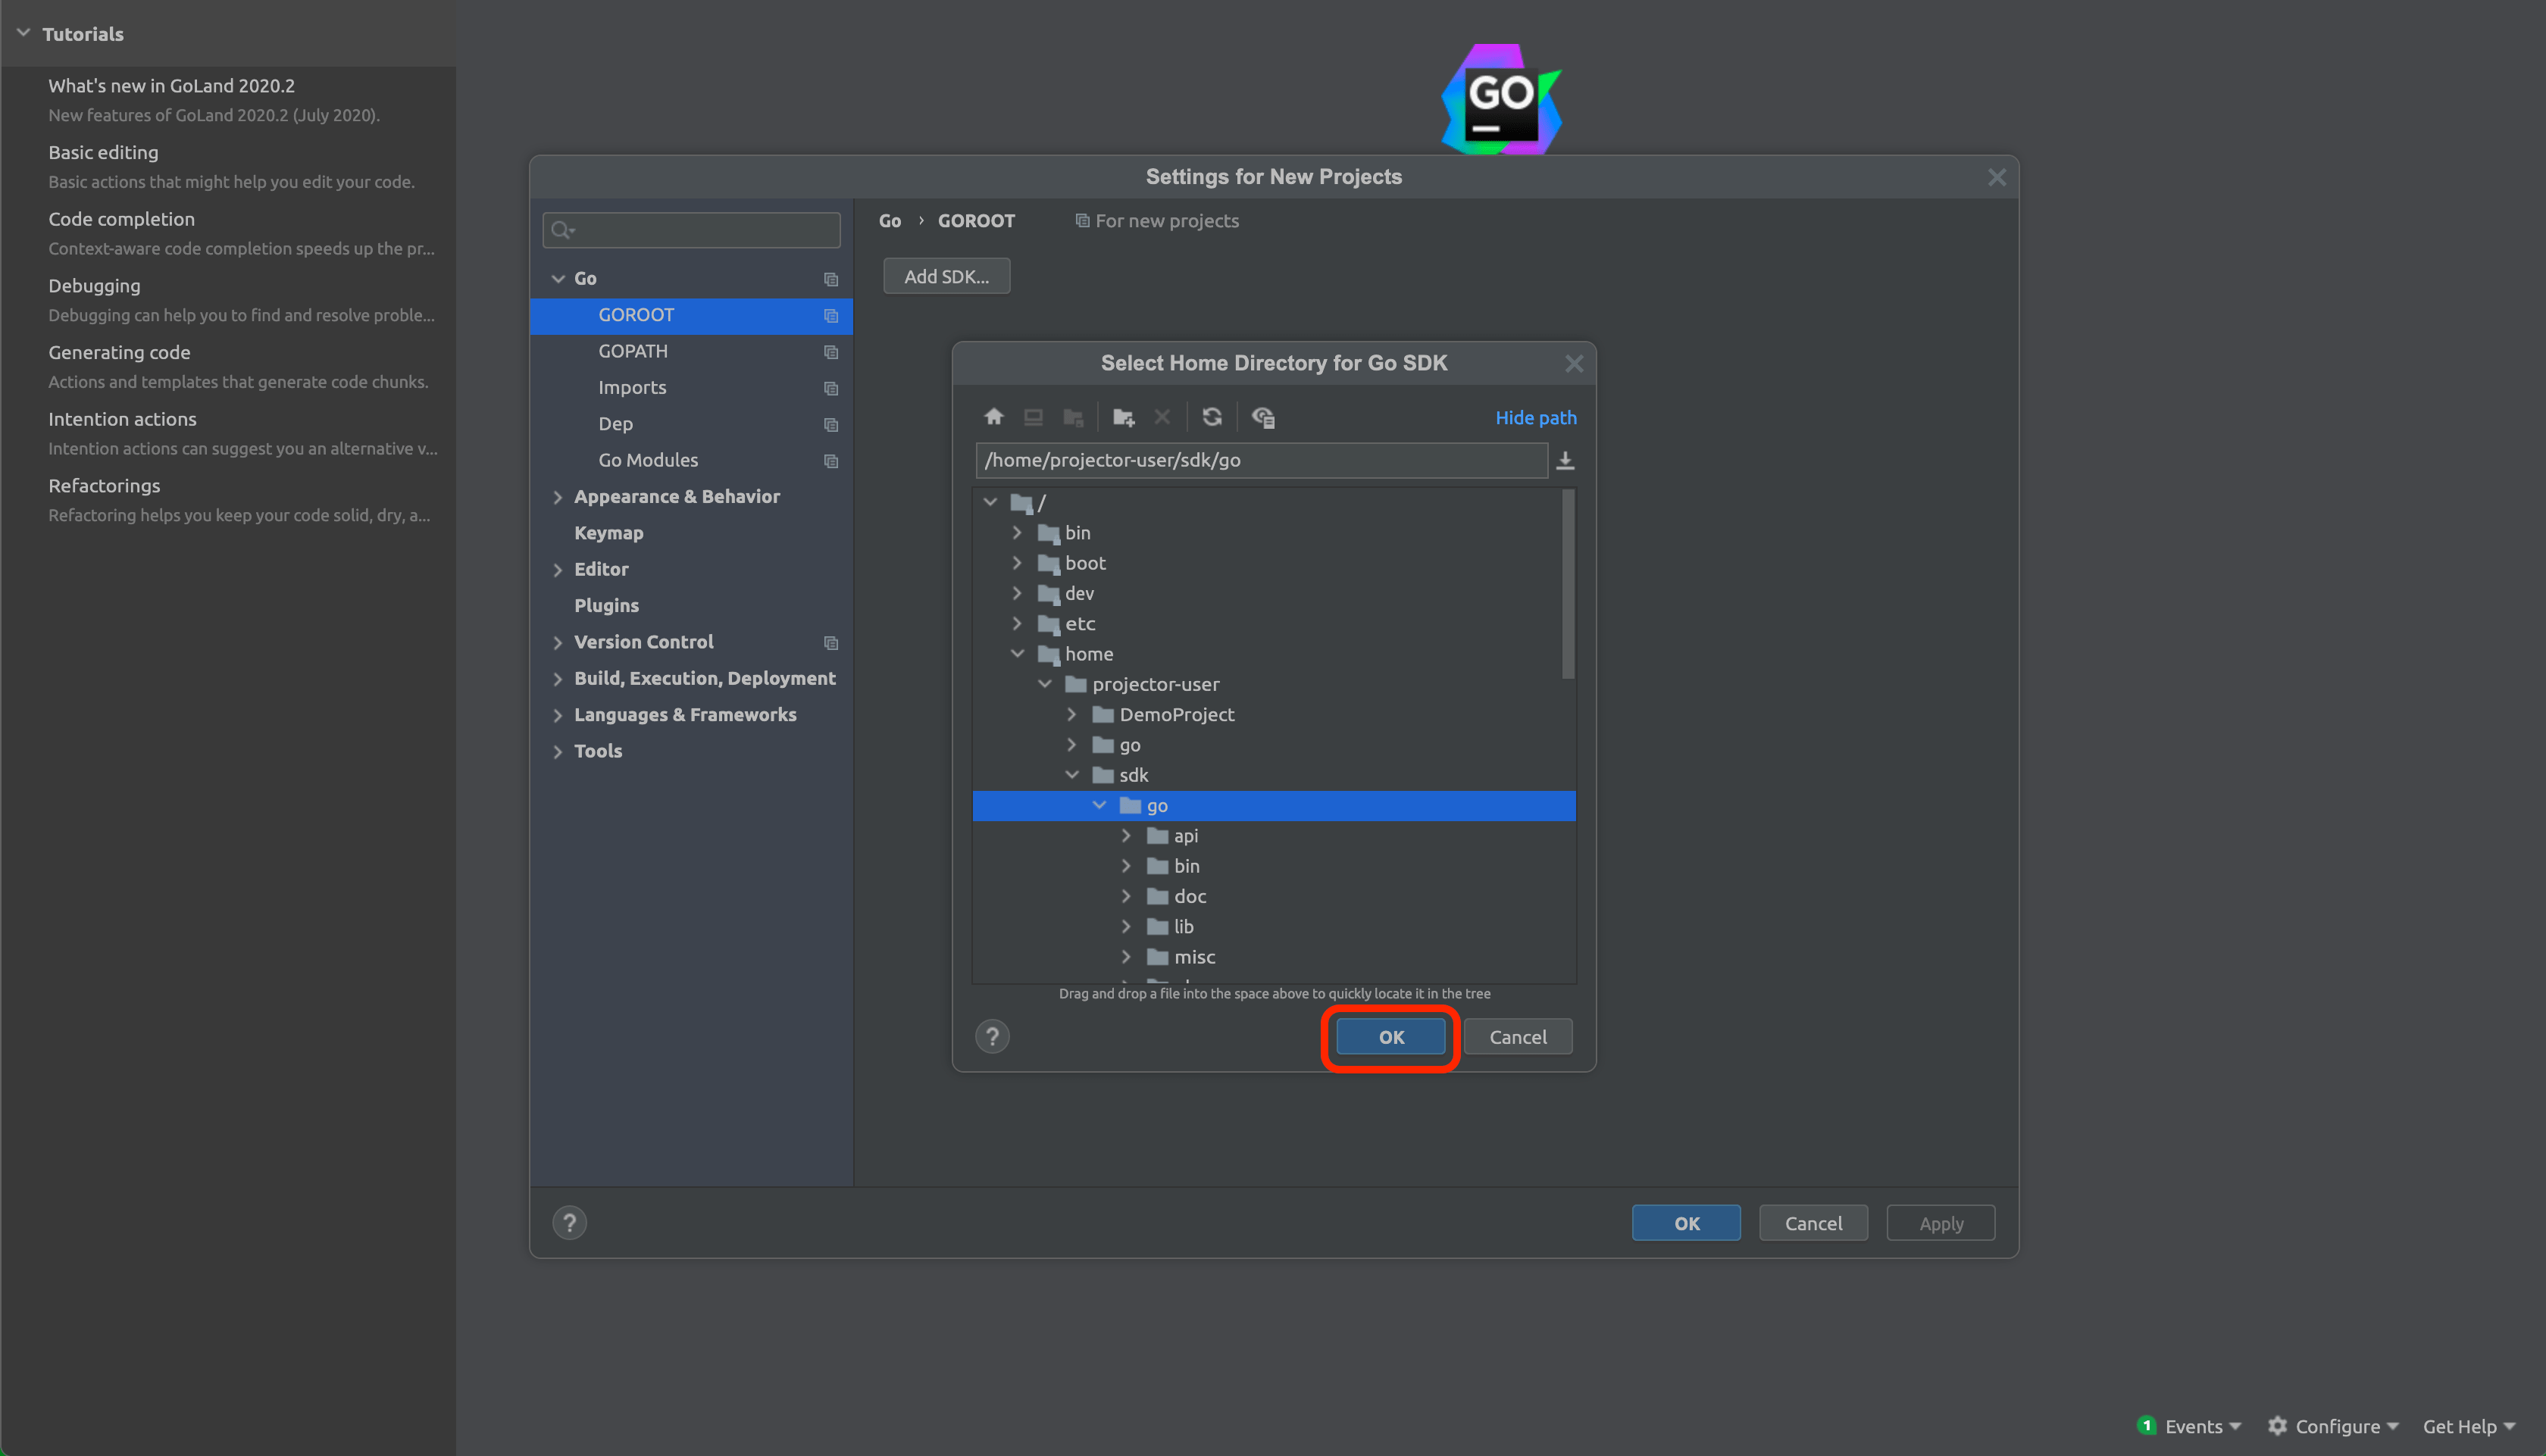 Tutorials
What's new in GoLand 2020.2
New features of GoLand 2020.2 (July 2020).
Basic editing
Basic actions that might help you edit your code.
Code completion
Context-aware code completion speeds up the pr...
Debugging
Debugging can help you to find and resolve proble...
Generating code
Actions and templates that generate code chunks.
Intention actions
Intention actions can suggest you an alternative v...
Refactorings
Refactoring helps you keep your code solid, dry, a...
GO
Settings for New Projects
Go
GOROOT
GOPATH
Imports
Dep
Go Modules
Appearance & Behavior
Keymap
Editor
Plugins
Version Control
Build, Execution, Deployment
Languages & Frameworks
Tools
Go › GOROOT For new projects
Add SDK...
Select Home Directory for Go SDK
Hide path
/home/projector-user/sdk/go
/
bin
boot
dev
etc
home
projector-user
DemoProject
go
sdk
go
api
bin
doc
lib
misc
Drag and drop a file into the space above to quickly locate it in the tree
? OK Cancel
? OK Cancel Apply
1 Events Configure Get Help